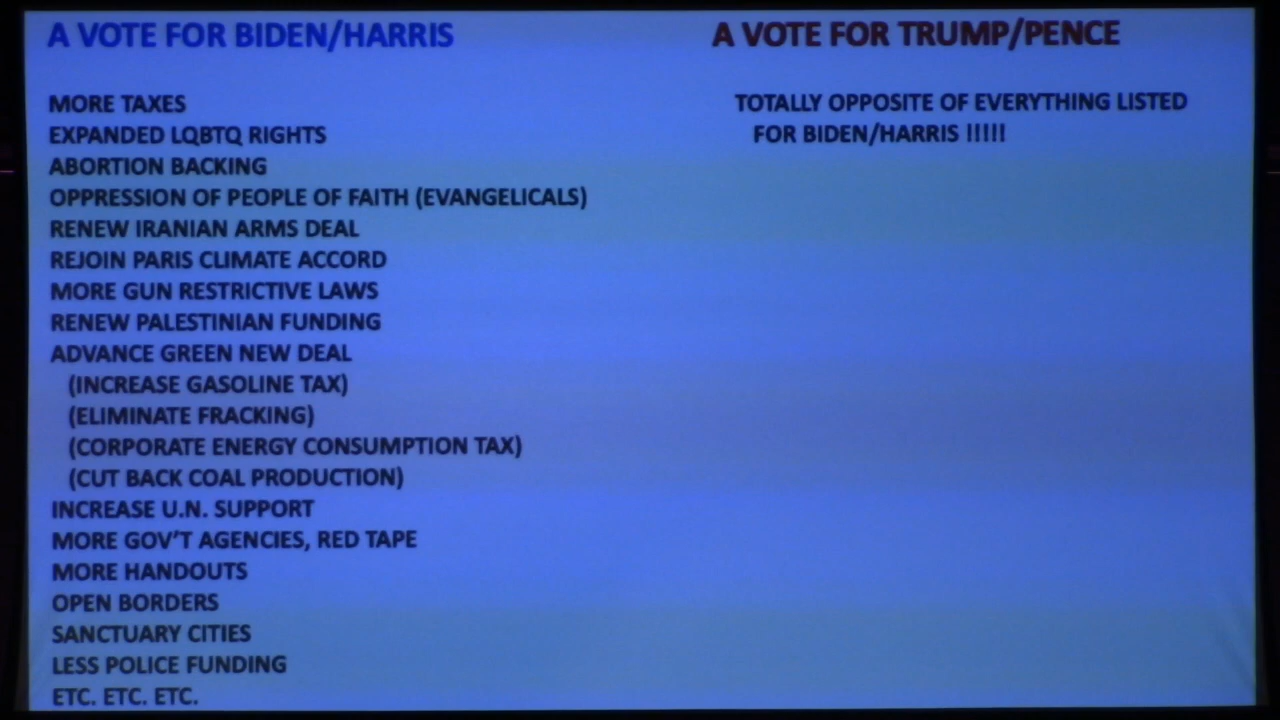 A VOTE FOR BIDEN/HARRIS
MORE TAXES
EXPANDED LQBTQ RIGHTS
ABORTION BACKING
OPPRESSION OF PEOPLE OF FAITH (EVANGELICALS)
RENEW IRANIAN ARMS DEAL
REJOIN PARIS CLIMATE ACCORD
MORE GUN RESTRICTIVE LAWS
RENEW PALESTINIAN FUNDING
ADVANCE GREEN NEW DEAL
(INCREASE GASOLINE TAX)
(ELIMINATE FRACKING)
(CORPORATE ENERGY CONSUMPTION TAX)
(CUT BACK COAL PRODUCTION)
INCREASE U.N. SUPPORT
MORE GOV'T AGENCIES, RED TAPE
MORE HANDOUTS
OPEN BORDERS
SANCTUARY CITIES
LESS POLICE FUNDING
ETC. ETC. ETC.
A VOTE FOR TRUMP/PENCE
TOTALLY OPPOSITE OF EVERYTHING LISTED
FOR BIDEN/HARRIS !!!!!